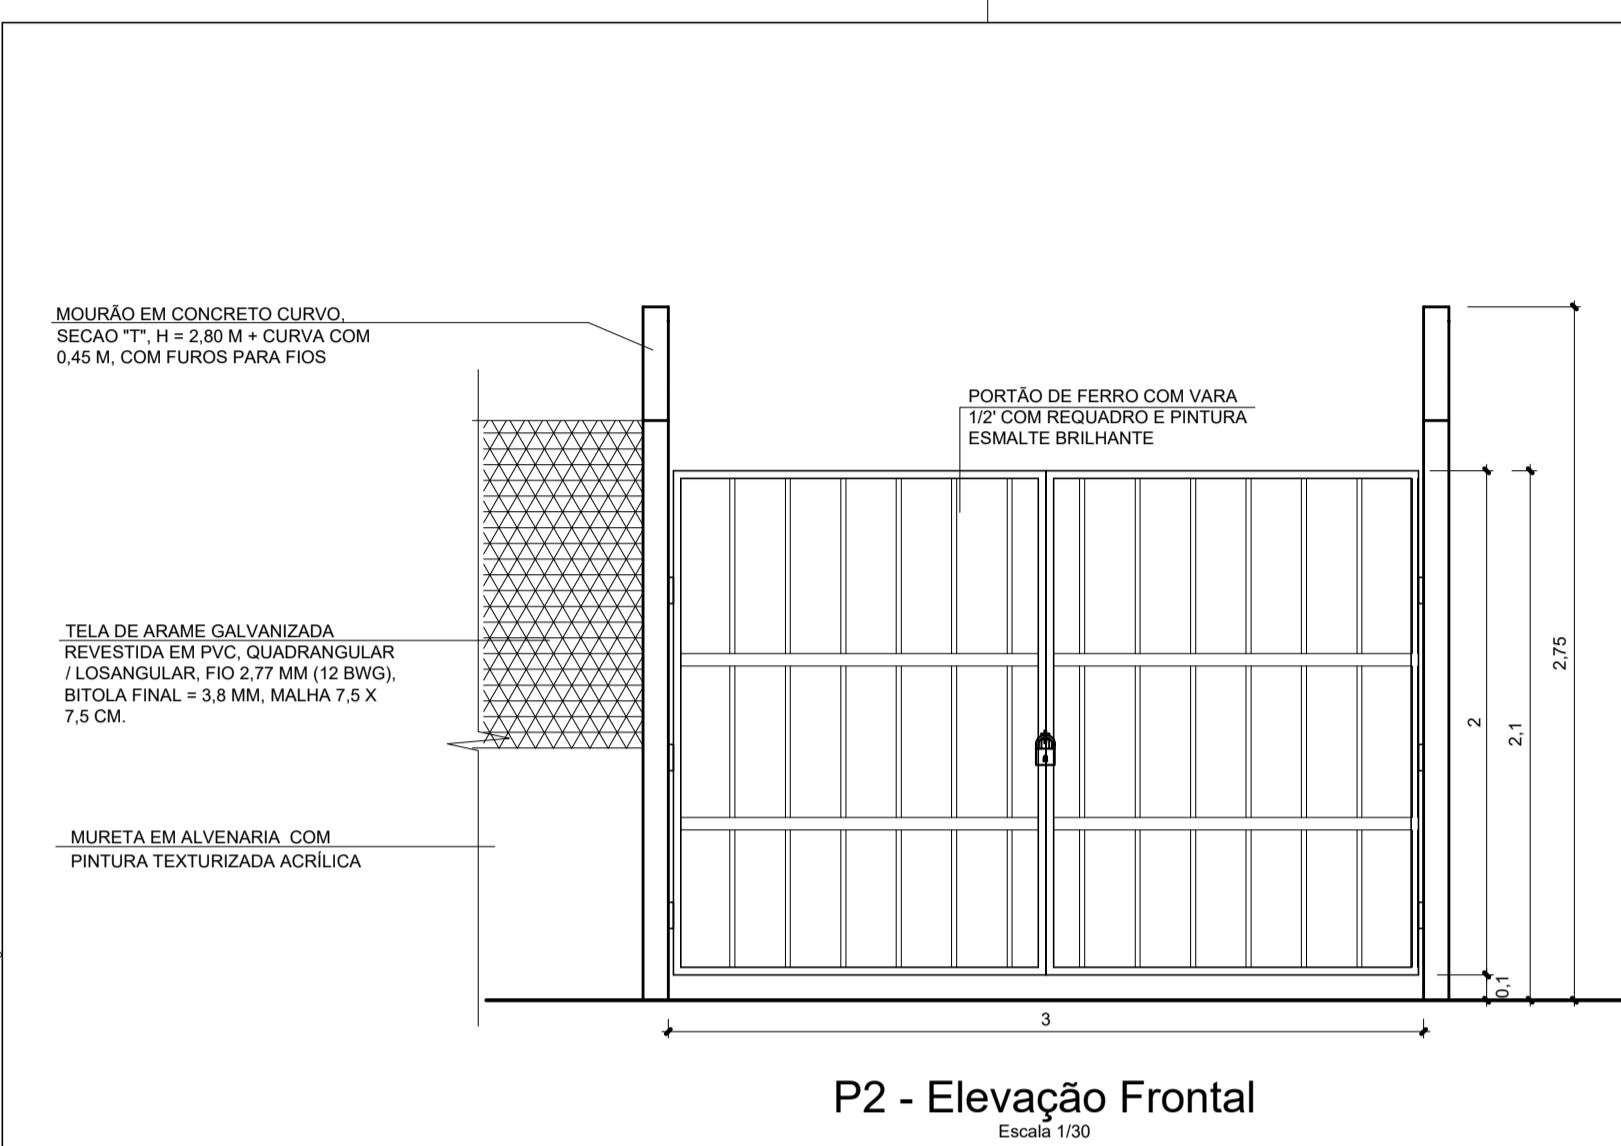 MOURÃO EM CONCRETO CURVO,
SECAO "T", H = 2,80 M + CURVA COM
0,45 M, COM FUROS PARA FIOS
PORTÃO DE FERRO COM VARA
1/2' COM REQUADRO E PINTURA
ESMALTE BRILHANTE
TELA DE ARAME GALVANIZADA
REVESTIDA EM PVC, QUADRANGULAR
/ LOSANGULAR, FIO 2,77 MM (12 BWG),
BITOLA FINAL = 3,8 MM, MALHA 7,5 X
7,5 CM.
MURETA EM ALVENARIA COM
PINTURA TEXTURIZADA ACRÍLICA
2
2,1
2,75
0,1
3
P2 - Elevação Frontal
Escala 1/30